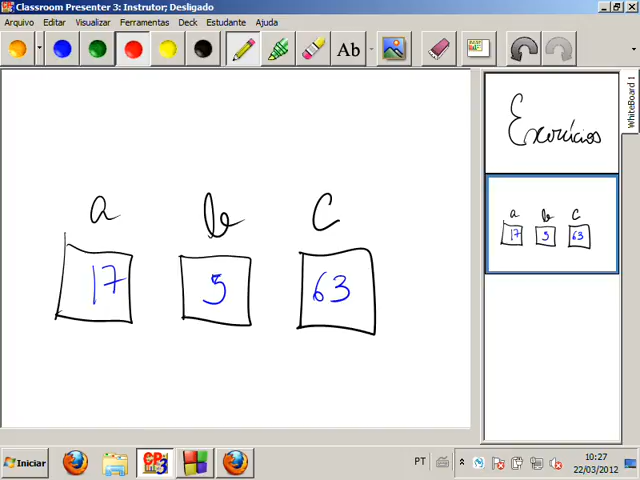 Classroom Presenter 3: Instrutor; Desligado
Arquivo Editar Visualizar Ferramentas Deck Estudante Ajuda
Ab
a b c
17 5 63
WhiteBoard 1
Exercícios
a b c
17 5 63
Iniciar
CP3
PT
10:27
22/03/2012